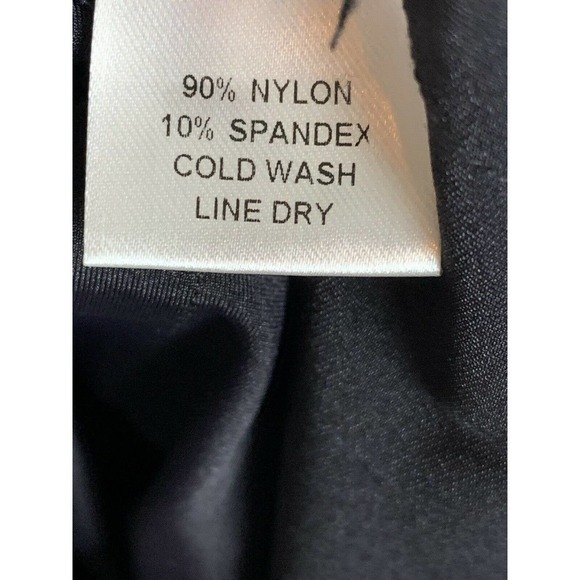 90% NYLON
10% SPANDEX
COLD WASH
LINE DRY